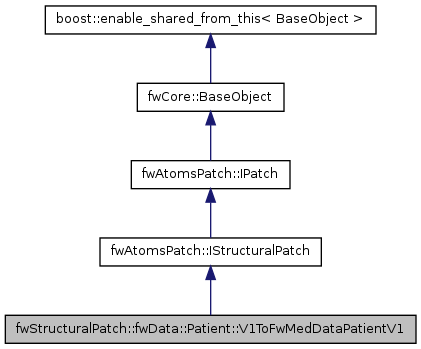 boost::enable_shared_from_this< BaseObject >
fwCore::BaseObject
fwAtomsPatch::IPatch
fwAtomsPatch::IStructuralPatch
fwStructuralPatch::fwData::Patient::V1ToFwMedDataPatientV1